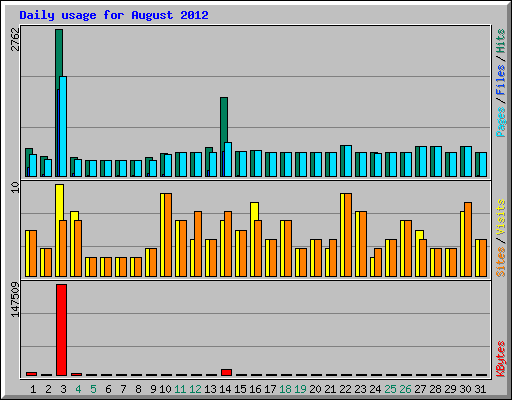 Daily usage for August 2012
2762
Pages / Files / Hits
10
Sites / Visits
147509
KBytes
1 2 3 4 5 6 7 8 9 10 11 12 13 14 15 16 17 18 19 20 21 22 23 24 25 26 27 28 29 30 31